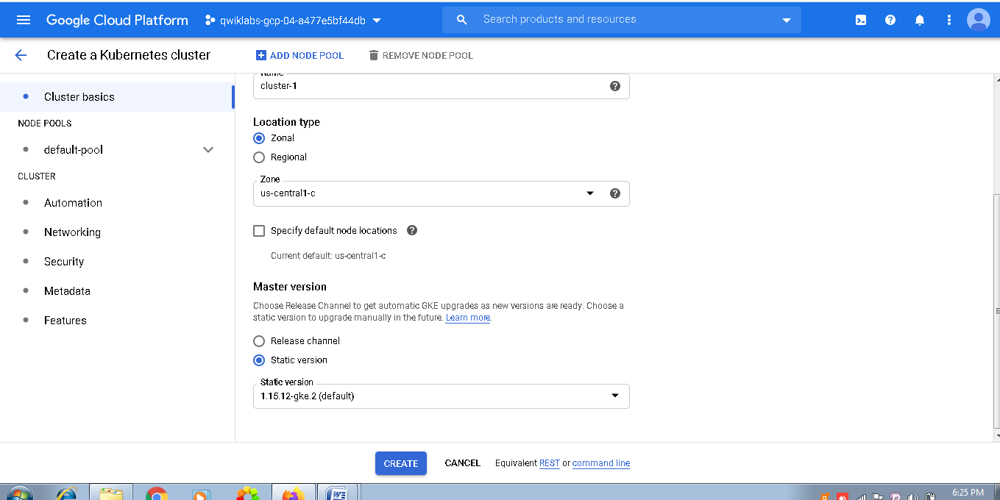 Google Cloud Platform
qwiklabs-gcp-04-a477e5bf44db
Search products and resources
Create a Kubernetes cluster
ADD NODE POOL
REMOVE NODE POOL
Cluster basics
NODE POOLS
default-pool
CLUSTER
Automation
Networking
Security
Metadata
Features
Name
cluster-1
Location type
Zonal
Regional
Zone
us-central1-c
Specify default node locations
Current default: us-central1-c
Master version
Choose Release Channel to get automatic GKE upgrades as new versions are ready. Choose a
static version to upgrade manually in the future. Learn more.
Release channel
Static version
Static version
1.15.12-gke.2 (default)
CREATE
CANCEL
Equivalent REST or command line
6:25 PM